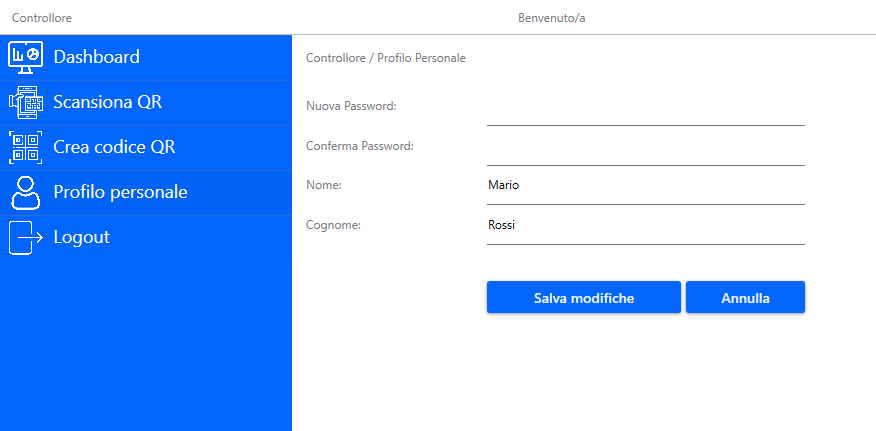 Controllore Benvenuto/a
Dashboard
Scansiona QR
Crea codice QR
Profilo personale
Logout
Controllore / Profilo Personale
Nuova Password:
Conferma Password:
Nome: Mario
Cognome: Rossi
Salva modifiche Annulla